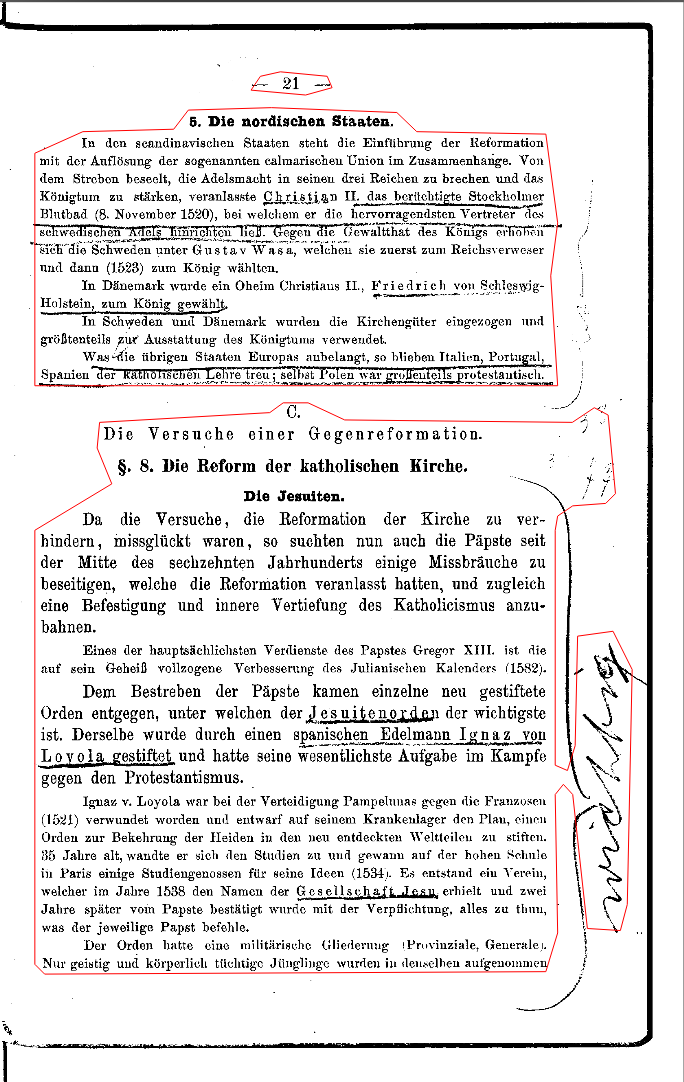 — 21 —
5. Die nordischen Staaten.
In den scandinavischen Staaten steht die Einführung der Reformation
mit der Auflösung der sogenannten calmarischen Union im Zusammenhange. Von
dem Streben beseelt, die Adelsmacht in seinen drei Reichen zu brechen und das
Königtum zu stärken, veranlasste Christian II. das berüchtigte Stockholmer
Blutbad (8. November 1520), bei welchem er die hervorragendsten Vertreter des
schwedischen Adels hinrichten ließ. Gegen die Gewaltthat des Königs erhoben
sich die Schweden unter Gustav Wasa, welchen sie zuerst zum Reichsverweser
und dann (1523) zum König wählten.
In Dänemark wurde ein Oheim Christians II., Friedrich von Schleswig-
Holstein, zum König gewählt.
In Schweden und Dänemark wurden die Kirchengüter eingezogen und
größtenteils zur Ausstattung des Königtums verwendet.
Was die übrigen Staaten Europas anbelangt, so blieben Italien, Portugal,
Spanien der katholischen Lehre treu; selbst Polen war großenteils protestantisch.
C.
Die Versuche einer Gegenreformation.
§. 8. Die Reform der katholischen Kirche.
Die Jesuiten.
Da die Versuche, die Reformation der Kirche zu ver-
hindern, missglückt waren, so suchten nun auch die Päpste seit
der Mitte des sechzehnten Jahrhunderts einige Missbräuche zu
beseitigen, welche die Reformation veranlasst hatten, und zugleich
eine Befestigung und innere Vertiefung des Katholicismus anzu-
bahnen.
Eines der hauptsächlichsten Verdienste des Papstes Gregor XIII. ist die
auf sein Geheiß vollzogene Verbesserung des Julianischen Kalenders (1582).
Dem Bestreben der Päpste kamen einzelne neu gestiftete
Orden entgegen, unter welchen der Jesuitenorden der wichtigste
ist. Derselbe wurde durch einen spanischen Edelmann Ignaz von
Loyola gestiftet und hatte seine wesentlichste Aufgabe im Kampfe
gegen den Protestantismus.
Ignaz v. Loyola war bei der Verteidigung Pampelunas gegen die Franzosen
(1521) verwundet worden und entwarf auf seinem Krankenlager den Plan, einen
Orden zur Bekehrung der Heiden in den neu entdeckten Weltteilen zu stiften.
35 Jahre alt, wandte er sich den Studien zu und gewann auf der hohen Schule
in Paris einige Studiengenossen für seine Ideen (1534). Es entstand ein Verein,
welcher im Jahre 1538 den Namen der Gesellschaft Jesu erhielt und zwei
Jahre später vom Papste bestätigt wurde mit der Verpflichtung, alles zu thun,
was der jeweilige Papst befehle.
Der Orden hatte eine militärische Gliederung (Provinziale, Generale).
Nur geistig und körperlich tüchtige Jünglinge wurden in denselben aufgenommen
wichtig